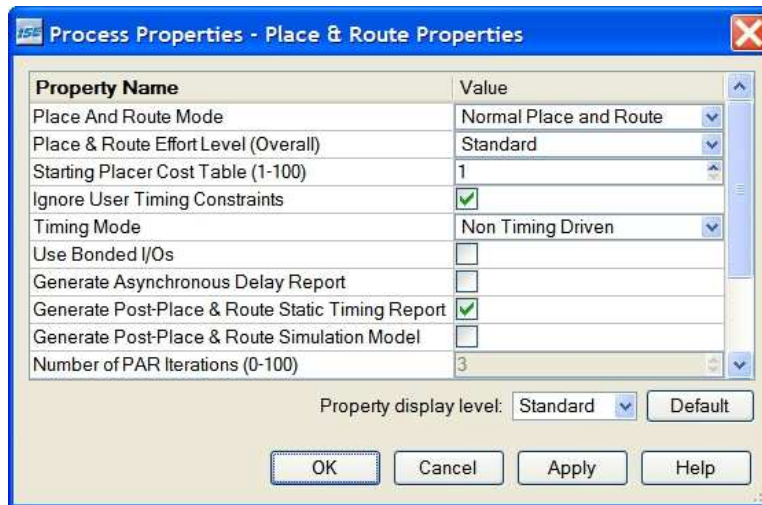 ISE Process Properties - Place & Route Properties
Property Name Value
Place And Route Mode Normal Place and Route
Place & Route Effort Level (Overall) Standard
Starting Placer Cost Table (1-100) 1
Ignore User Timing Constraints
Timing Mode Non Timing Driven
Use Bonded I/Os
Generate Asynchronous Delay Report
Generate Post-Place & Route Static Timing Report
Generate Post-Place & Route Simulation Model
Number of PAR Iterations (0-100) 3
Property display level: Standard Default
OK Cancel Apply Help